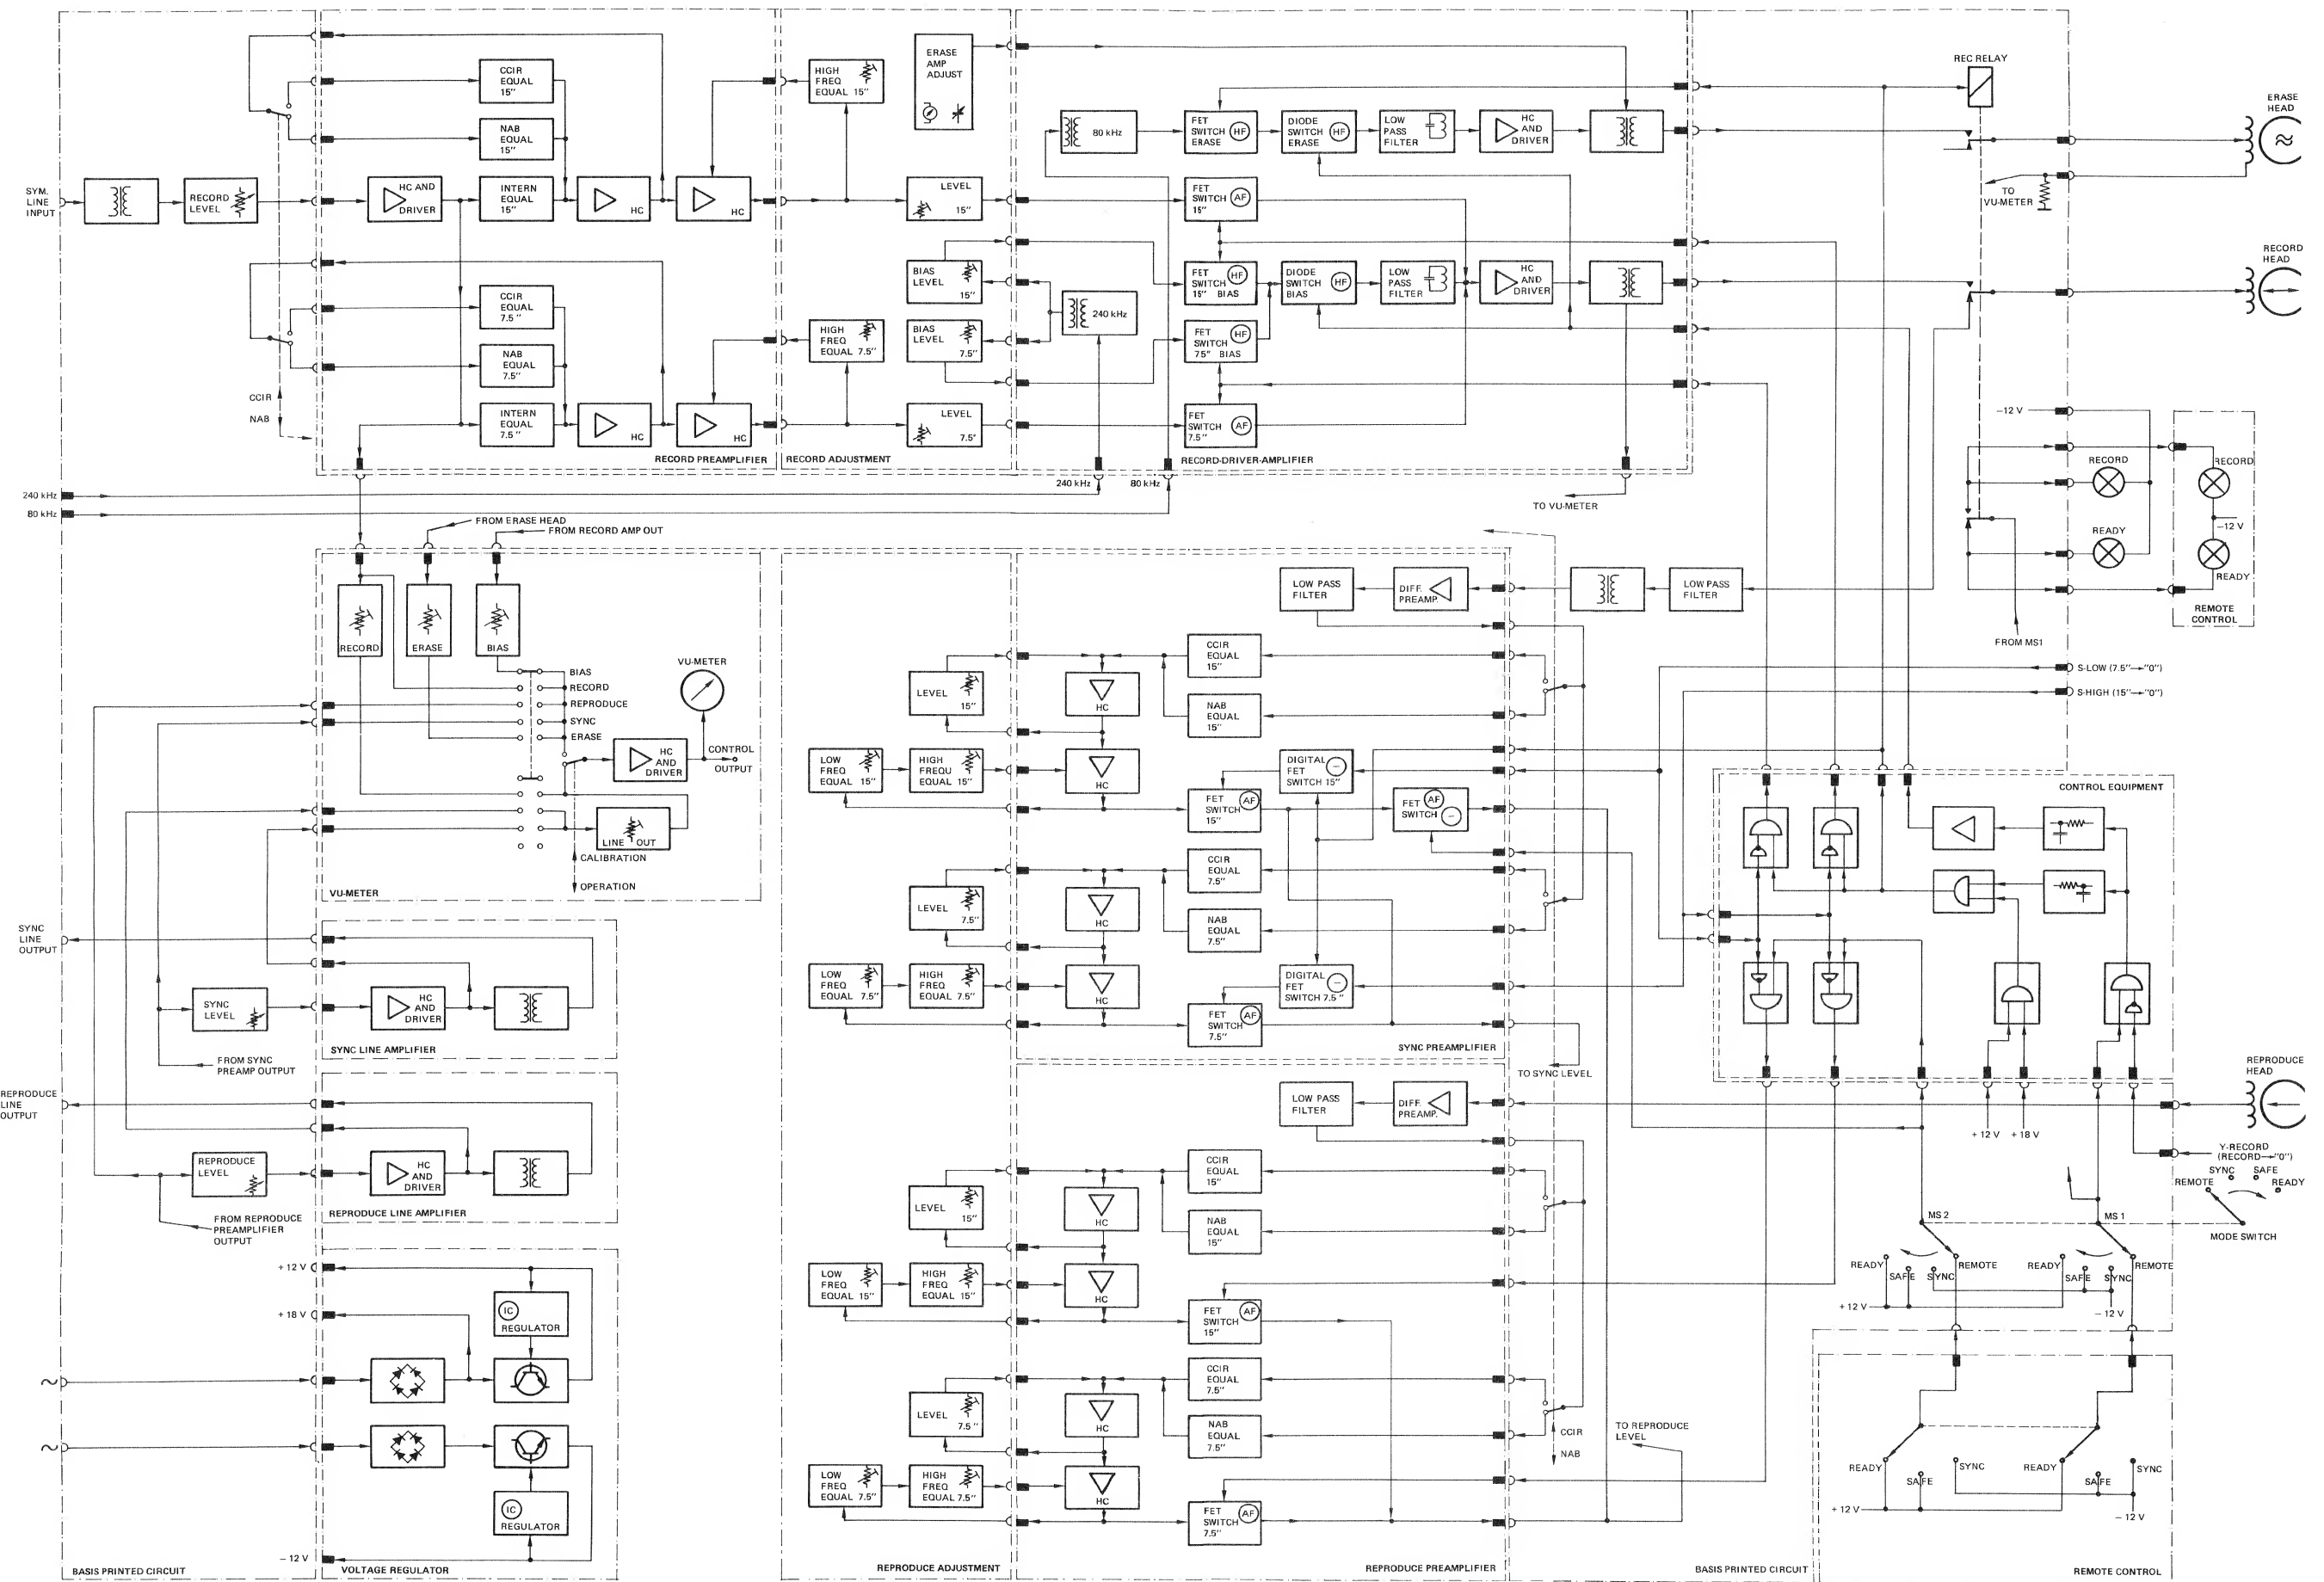 REC RELAY
ERASE
HEAD
CCIR
EQUAL
15"
NAB
EQUAL
15"
HIGH
FREQ
EQUAL 15"
ERASE
AMP
ADJUST
80 kHz
FET
SWITCH HF
ERASE
DIODE
SWITCH HF
ERASE
LOW
PASS
FILTER
HC
AND
DRIVER
TO
VU-METER
SYM.
LINE
INPUT
RECORD
LEVEL
HC AND
DRIVER
INTERN
EQUAL
15"
HC
HC
LEVEL
15"
FET
SWITCH AF
15"
RECORD
HEAD
BIAS
LEVEL
15"
FET
SWITCH HF
15" BIAS
DIODE
SWITCH HF
BIAS
LOW
PASS
FILTER
HC
AND
DRIVER
240 kHz
CCIR
EQUAL
7.5"
NAB
EQUAL
7.5"
HIGH
FREQ
EQUAL 7.5"
BIAS
LEVEL
7.5"
FET
SWITCH HF
7.5" BIAS
CCIR
NAB
INTERN
EQUAL
7.5"
HC
HC
LEVEL
7.5"
FET
SWITCH AF
7.5"
RECORD PREAMPLIFIER
RECORD ADJUSTMENT
RECORD-DRIVER-AMPLIFIER
-12 V
RECORD
RECORD
-12 V
READY
READY
REMOTE
CONTROL
FROM MS1
240 kHz
80 kHz
240 kHz
80 kHz
TO VU-METER
FROM ERASE HEAD
FROM RECORD AMP OUT
RECORD
ERASE
BIAS
BIAS
RECORD
REPRODUCE
SYNC
ERASE
VU-METER
HC
AND
DRIVER
CONTROL
OUTPUT
LINE OUT
CALIBRATION
OPERATION
VU-METER
LOW PASS
FILTER
DIFF.
PREAMP.
LOW PASS
FILTER
S-LOW (7.5"→"0")
S-HIGH (15"→"0")
CCIR
EQUAL
15"
NAB
EQUAL
15"
LEVEL
15"
HC
LOW
FREQ
EQUAL 15"
HIGH
FREQU
EQUAL 15"
HC
DIGITAL
FET
SWITCH 15"
FET AF
SWITCH
15"
FET AF
SWITCH
CCIR
EQUAL
7.5"
NAB
EQUAL
7.5"
LEVEL
7.5"
HC
LOW
FREQ
EQUAL 7.5"
HIGH
FREQ
EQUAL 7.5"
HC
DIGITAL
FET
SWITCH 7.5"
FET AF
SWITCH
7.5"
SYNC PREAMPLIFIER
TO SYNC LEVEL
CONTROL EQUIPMENT
SYNC
LINE
OUTPUT
SYNC
LEVEL
HC
AND
DRIVER
SYNC LINE AMPLIFIER
FROM SYNC
PREAMP OUTPUT
REPRODUCE
LINE
OUTPUT
REPRODUCE
LEVEL
HC
AND
DRIVER
REPRODUCE LINE AMPLIFIER
FROM REPRODUCE
PREAMPLIFIER
OUTPUT
LOW PASS
FILTER
DIFF.
PREAMP.
CCIR
EQUAL
15"
NAB
EQUAL
15"
LEVEL
15"
HC
LOW
FREQ
EQUAL 15"
HIGH
FREQ
EQUAL 15"
HC
FET AF
SWITCH
15"
CCIR
EQUAL
7.5"
NAB
EQUAL
7.5"
LEVEL
7.5"
HC
LOW
FREQ
EQUAL 7.5"
HIGH
FREQ
EQUAL 7.5"
HC
FET AF
SWITCH
7.5"
CCIR
NAB
TO REPRODUCE
LEVEL
REPRODUCE
HEAD
+ 12 V + 18 V
Y-RECORD
(RECORD→"0")
SYNC SAFE
REMOTE READY
MODE SWITCH
MS 2
MS 1
READY SAFE SYNC REMOTE
READY SAFE SYNC REMOTE
+ 12 V
- 12 V
READY SAFE SYNC
READY SAFE SYNC
+ 12 V
- 12 V
+ 12 V
+ 18 V
IC
REGULATOR
IC
REGULATOR
- 12 V
BASIS PRINTED CIRCUIT
VOLTAGE REGULATOR
REPRODUCE ADJUSTMENT
REPRODUCE PREAMPLIFIER
BASIS PRINTED CIRCUIT
REMOTE CONTROL